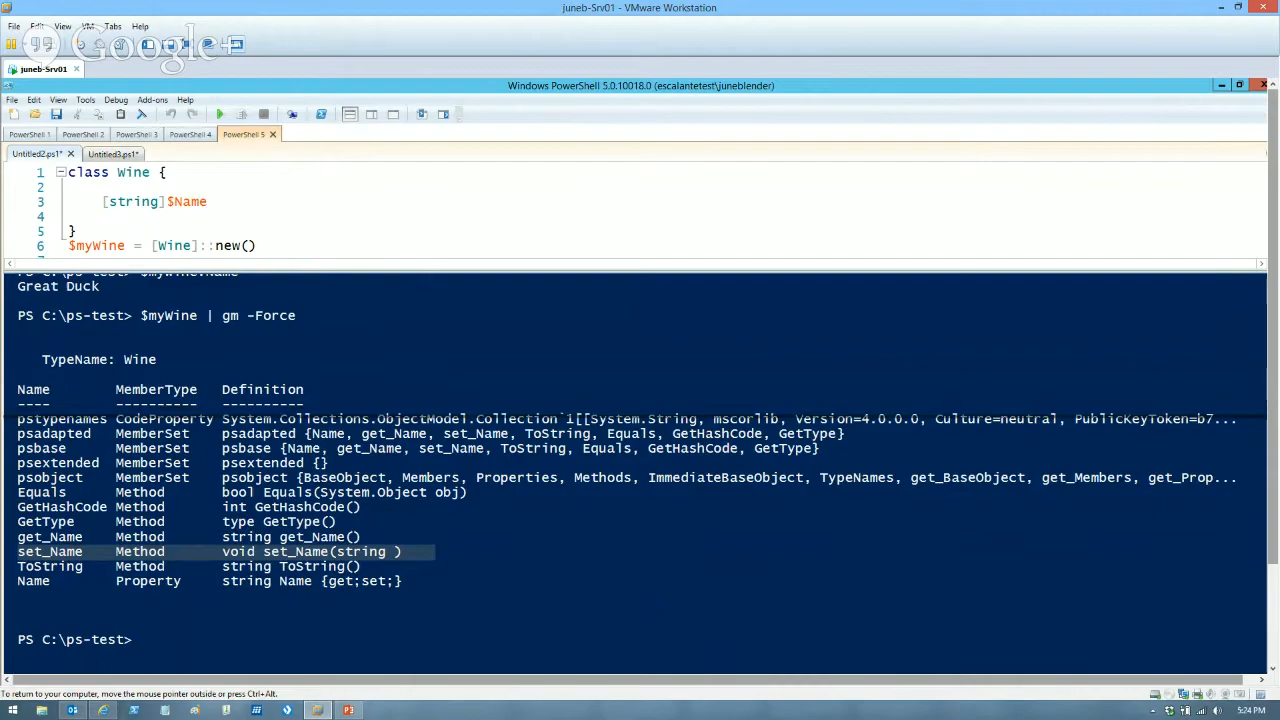 juneb-Srv01 - VMware Workstation
File Edit View VM Tabs Help
Google+
juneb-Srv01
Windows PowerShell 5.0.10018.0 (escalantetest\juneblender)
File Edit View Tools Debug Add-ons Help
PowerShell 1 PowerShell 2 PowerShell 3 PowerShell 4 PowerShell 5
Untitled2.ps1* Untitled3.ps1*
1 class Wine {
2
3 [string]$Name
4
5 }
6 $myWine = [Wine]::new()
PS C:\ps-test> $myWine.Name
Great Duck
PS C:\ps-test> $myWine | gm -Force
TypeName: Wine
Name MemberType Definition
---- ---------- ----------
pstypenames CodeProperty System.Collections.ObjectModel.Collection`1[[System.String, mscorlib, Version=4.0.0.0, Culture=neutral, PublicKeyToken=b7...
psadapted MemberSet psadapted {Name, get_Name, set_Name, ToString, Equals, GetHashCode, GetType}
psbase MemberSet psbase {Name, get_Name, set_Name, ToString, Equals, GetHashCode, GetType}
psextended MemberSet psextended {}
psobject MemberSet psobject {BaseObject, Members, Properties, Methods, ImmediateBaseObject, TypeNames, get_BaseObject, get_Members, get_Prop...
Equals Method bool Equals(System.Object obj)
GetHashCode Method int GetHashCode()
GetType Method type GetType()
get_Name Method string get_Name()
set_Name Method void set_Name(string )
ToString Method string ToString()
Name Property string Name {get;set;}
PS C:\ps-test>
To return to your computer, move the mouse pointer outside or press Ctrl+Alt.
5:24 PM